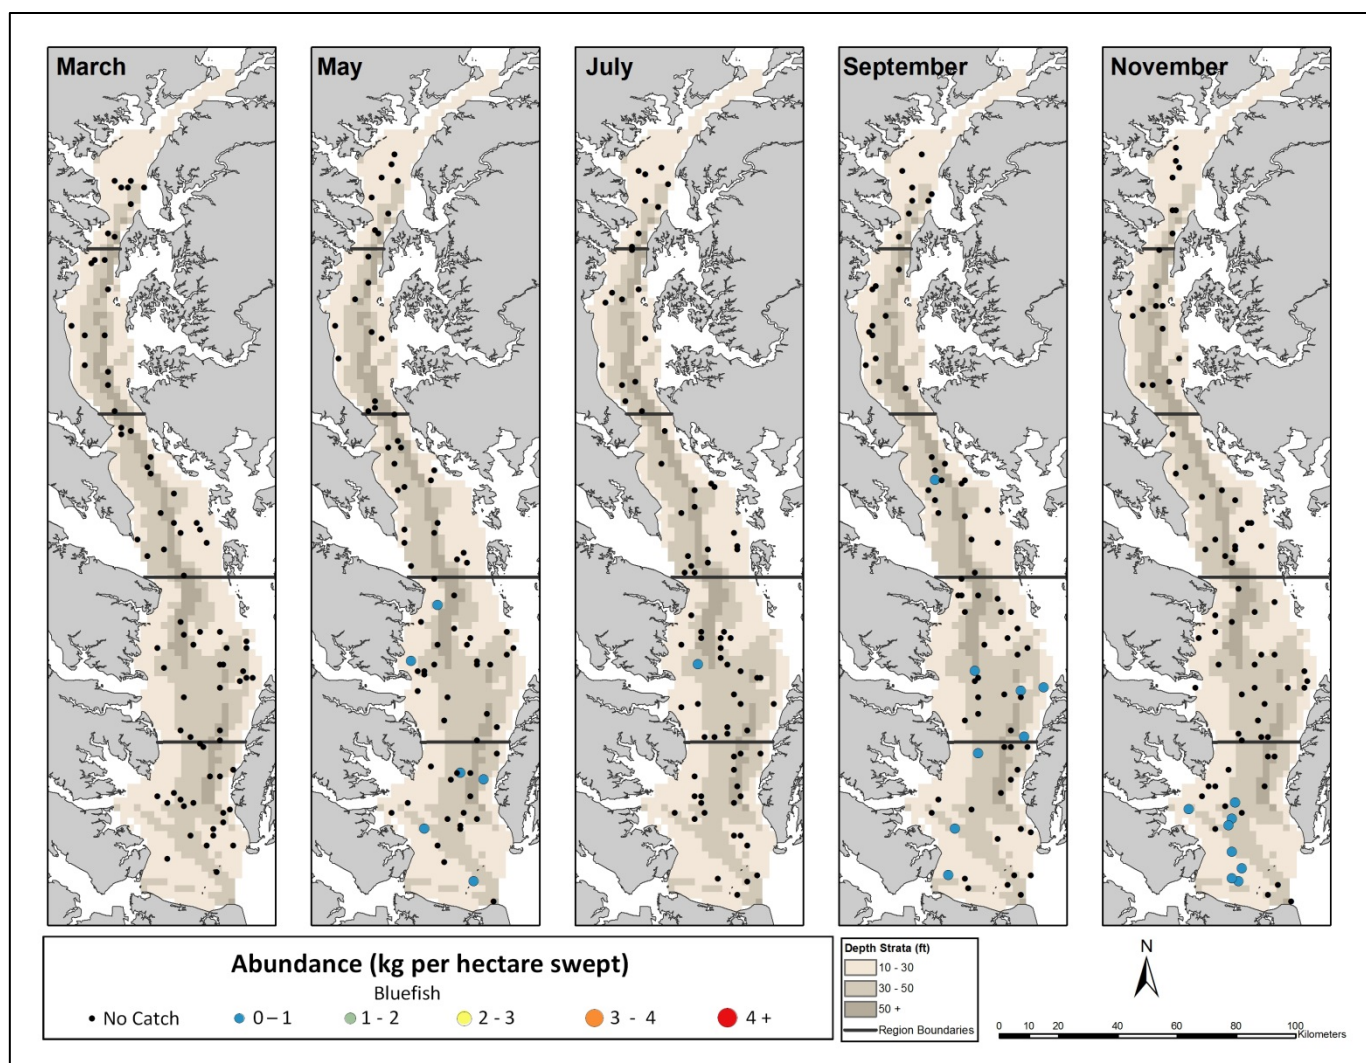 March
May
July
September
November
Abundance (kg per hectare swept)
Bluefish
No Catch
0 – 1
1 - 2
2 - 3
3 - 4
4 +
Depth Strata (ft)
10 - 30
30 - 50
50 +
Region Boundaries
N
0 20 40 60 80 100
Kilometers